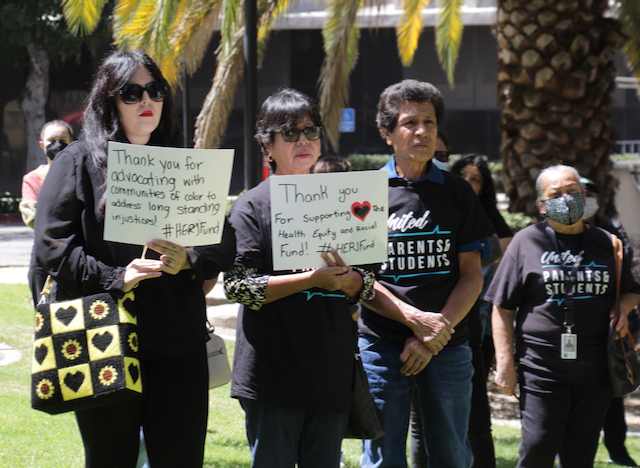 Thank you for
advocating with
communities of color to
address long standing
injustices!
#HERJFund
Thank you
For Supporting The
Health Equity and Racial
Fund! #HERJFund
United
PARENTS &
STUDENTS
United
PARENTS &
STUDENTS